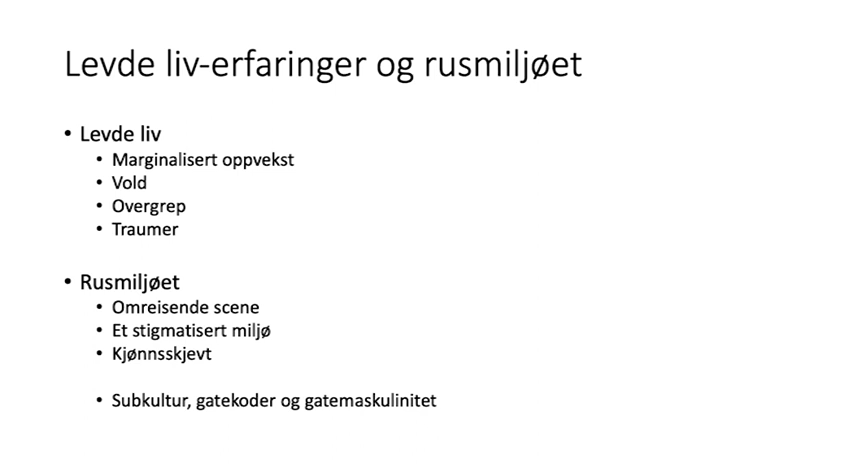 Levde liv-erfaringer og rusmiljøet
• Levde liv
• Marginalisert oppvekst
• Vold
• Overgrep
• Traumer
• Rusmiljøet
• Omreisende scene
• Et stigmatisert miljø
• Kjønnsskjevt
• Subkultur, gatekoder og gatemaskulinitet